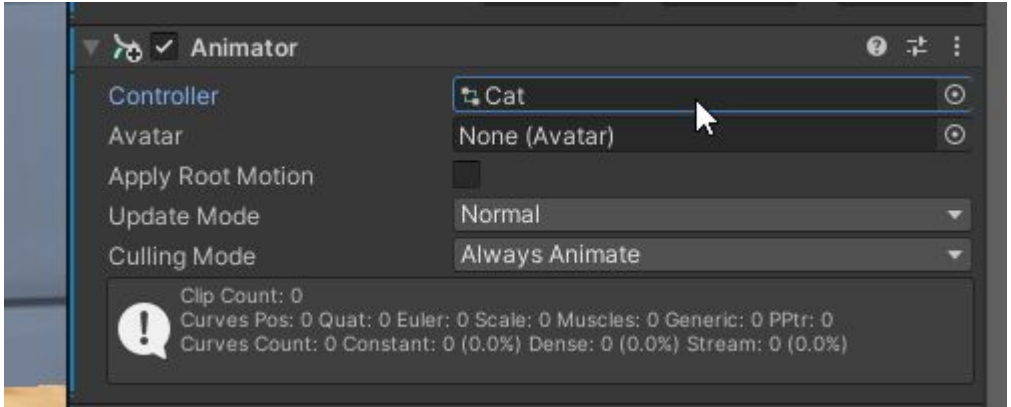 Animator
Controller Cat
Avatar None (Avatar)
Apply Root Motion
Update Mode Normal
Culling Mode Always Animate
Clip Count: 0
Curves Pos: 0 Quat: 0 Euler: 0 Scale: 0 Muscles: 0 Generic: 0 PPtr: 0
Curves Count: 0 Constant: 0 (0.0%) Dense: 0 (0.0%) Stream: 0 (0.0%)